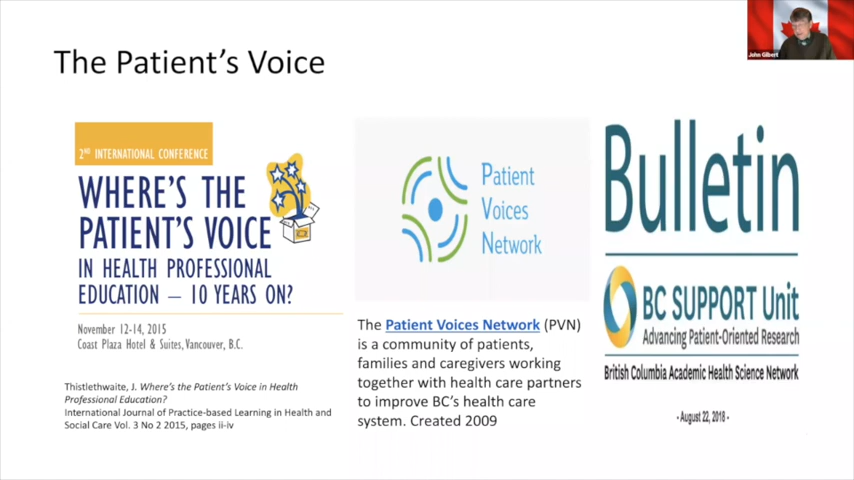 John Gilbert
The Patient's Voice
2ND INTERNATIONAL CONFERENCE
WHERE'S THE
PATIENT'S VOICE
IN HEALTH PROFESSIONAL
EDUCATION – 10 YEARS ON?
November 12-14, 2015
Coast Plaza Hotel & Suites, Vancouver, B.C.
Thistlethwaite, J. Where's the Patient's Voice in Health
Professional Education?
International Journal of Practice-based Learning in Health and
Social Care Vol. 3 No 2 2015, pages ii-iv
Patient
Voices
Network
The Patient Voices Network (PVN)
is a community of patients,
families and caregivers working
together with health care partners
to improve BC's health care
system. Created 2009
Bulletin
BC SUPPORT Unit
Advancing Patient-Oriented Research
British Columbia Academic Health Science Network
- August 22, 2018 -